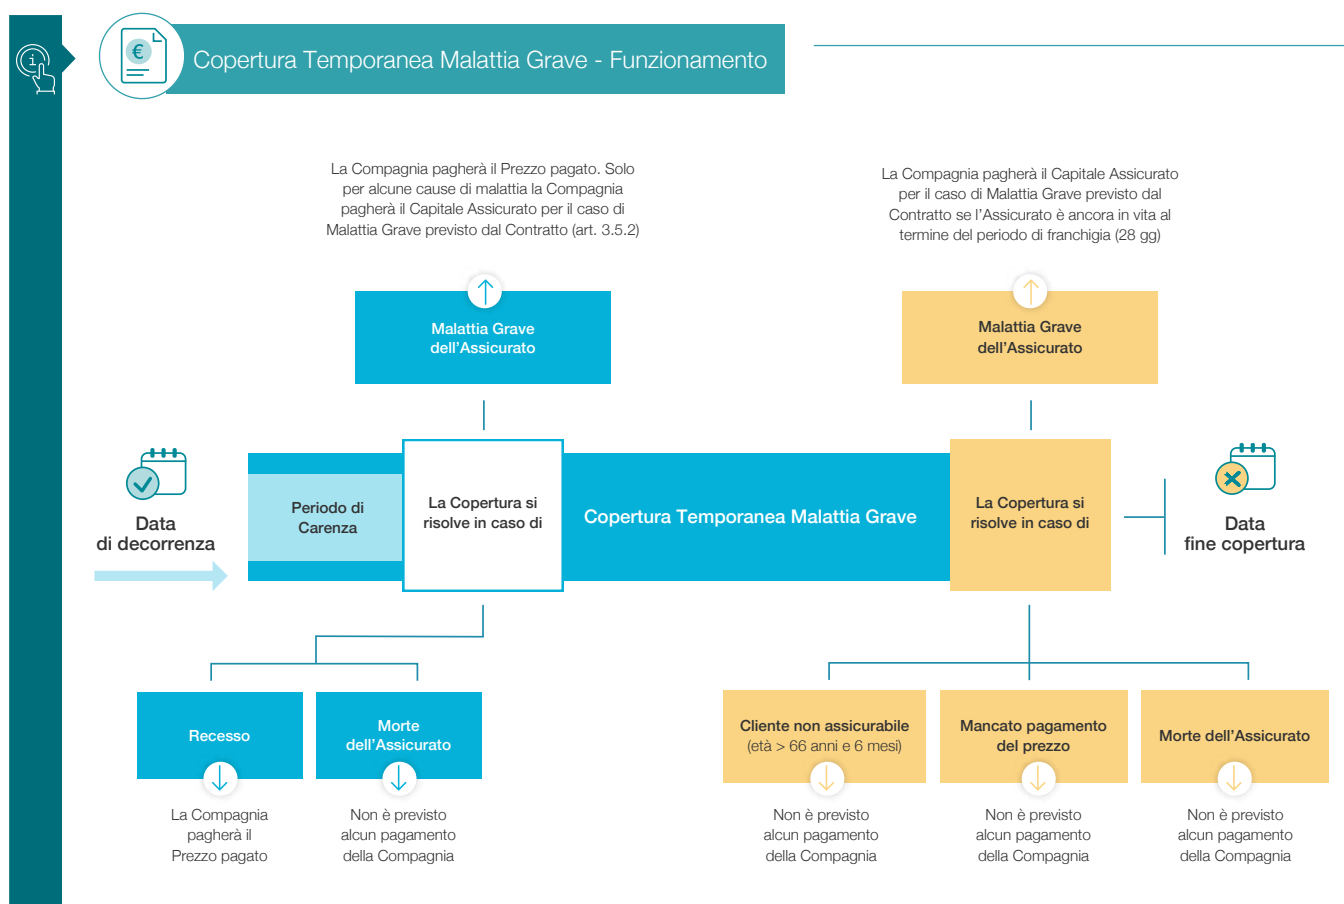 Copertura Temporanea Malattia Grave - Funzionamento
La Compagnia pagherà il Prezzo pagato. Solo
per alcune cause di malattia la Compagnia
pagherà il Capitale Assicurato per il caso di
Malattia Grave previsto dal Contratto (art. 3.5.2)
La Compagnia pagherà il Capitale Assicurato
per il caso di Malattia Grave previsto dal
Contratto se l'Assicurato è ancora in vita al
termine del periodo di franchigia (28 gg)
Malattia Grave
dell'Assicurato
Malattia Grave
dell'Assicurato
Data
di decorrenza
Periodo di
Carenza
La Copertura si
risolve in caso di
Copertura Temporanea Malattia Grave
La Copertura si
risolve in caso di
Data
fine copertura
Recesso
Morte
dell'Assicurato
Cliente non assicurabile
(età > 66 anni e 6 mesi)
Mancato pagamento
del prezzo
Morte dell'Assicurato
La Compagnia
pagherà il
Prezzo pagato
Non è previsto
alcun pagamento
della Compagnia
Non è previsto
alcun pagamento
della Compagnia
Non è previsto
alcun pagamento
della Compagnia
Non è previsto
alcun pagamento
della Compagnia